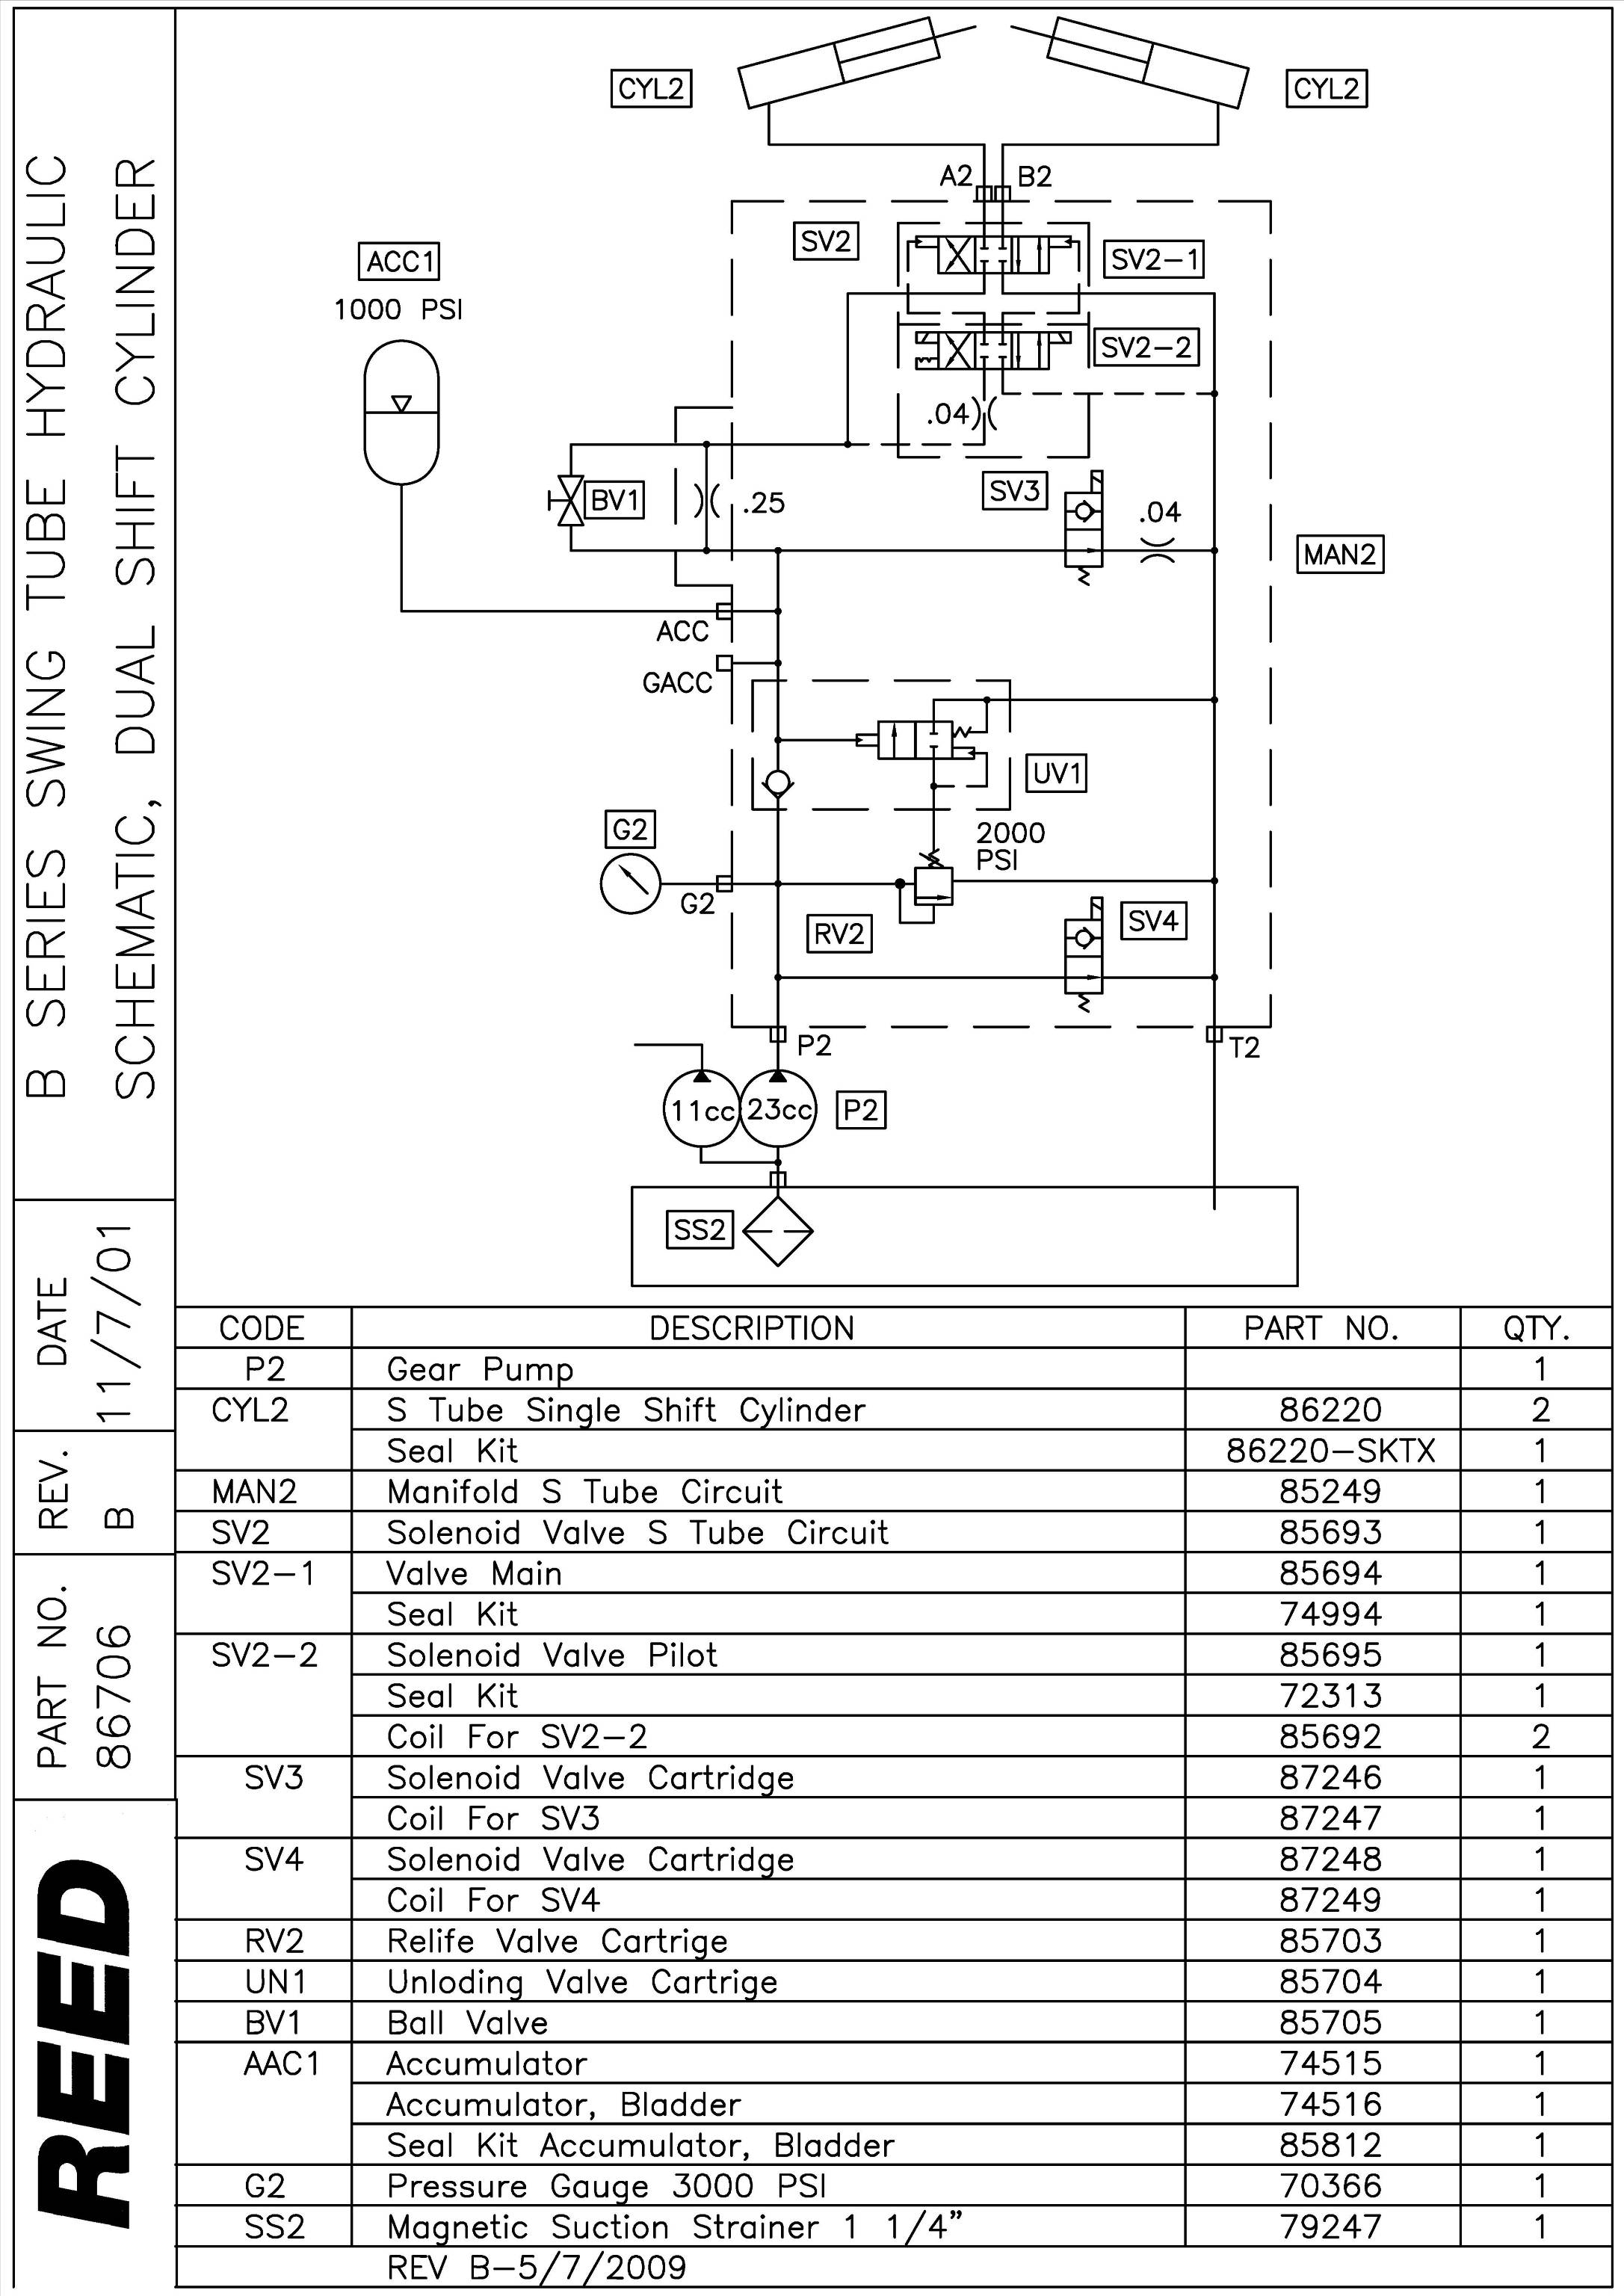 B SERIES SWING TUBE HYDRAULIC
SCHEMATIC, DUAL SHIFT CYLINDER
DATE
11/7/01
REV.
B
PART NO.
86706
REED
CYL2
CYL2
A2
B2
SV2
SV2-1
ACC1
1000 PSI
SV2-2
.04
SV3
BV1
.25
.04
MAN2
ACC
GACC
UV1
G2
2000
PSI
G2
RV2
SV4
P2
T2
11cc
23cc
P2
SS2
CODE DESCRIPTION PART NO. QTY.
P2 Gear Pump 1
CYL2 S Tube Single Shift Cylinder 86220 2
Seal Kit 86220-SKTX 1
MAN2 Manifold S Tube Circuit 85249 1
SV2 Solenoid Valve S Tube Circuit 85693 1
SV2-1 Valve Main 85694 1
Seal Kit 74994 1
SV2-2 Solenoid Valve Pilot 85695 1
Seal Kit 72313 1
Coil For SV2-2 85692 2
SV3 Solenoid Valve Cartridge 87246 1
Coil For SV3 87247 1
SV4 Solenoid Valve Cartridge 87248 1
Coil For SV4 87249 1
RV2 Relife Valve Cartrige 85703 1
UN1 Unloding Valve Cartrige 85704 1
BV1 Ball Valve 85705 1
AAC1 Accumulator 74515 1
Accumulator, Bladder 74516 1
Seal Kit Accumulator, Bladder 85812 1
G2 Pressure Gauge 3000 PSI 70366 1
SS2 Magnetic Suction Strainer 1 1/4” 79247 1
REV B-5/7/2009